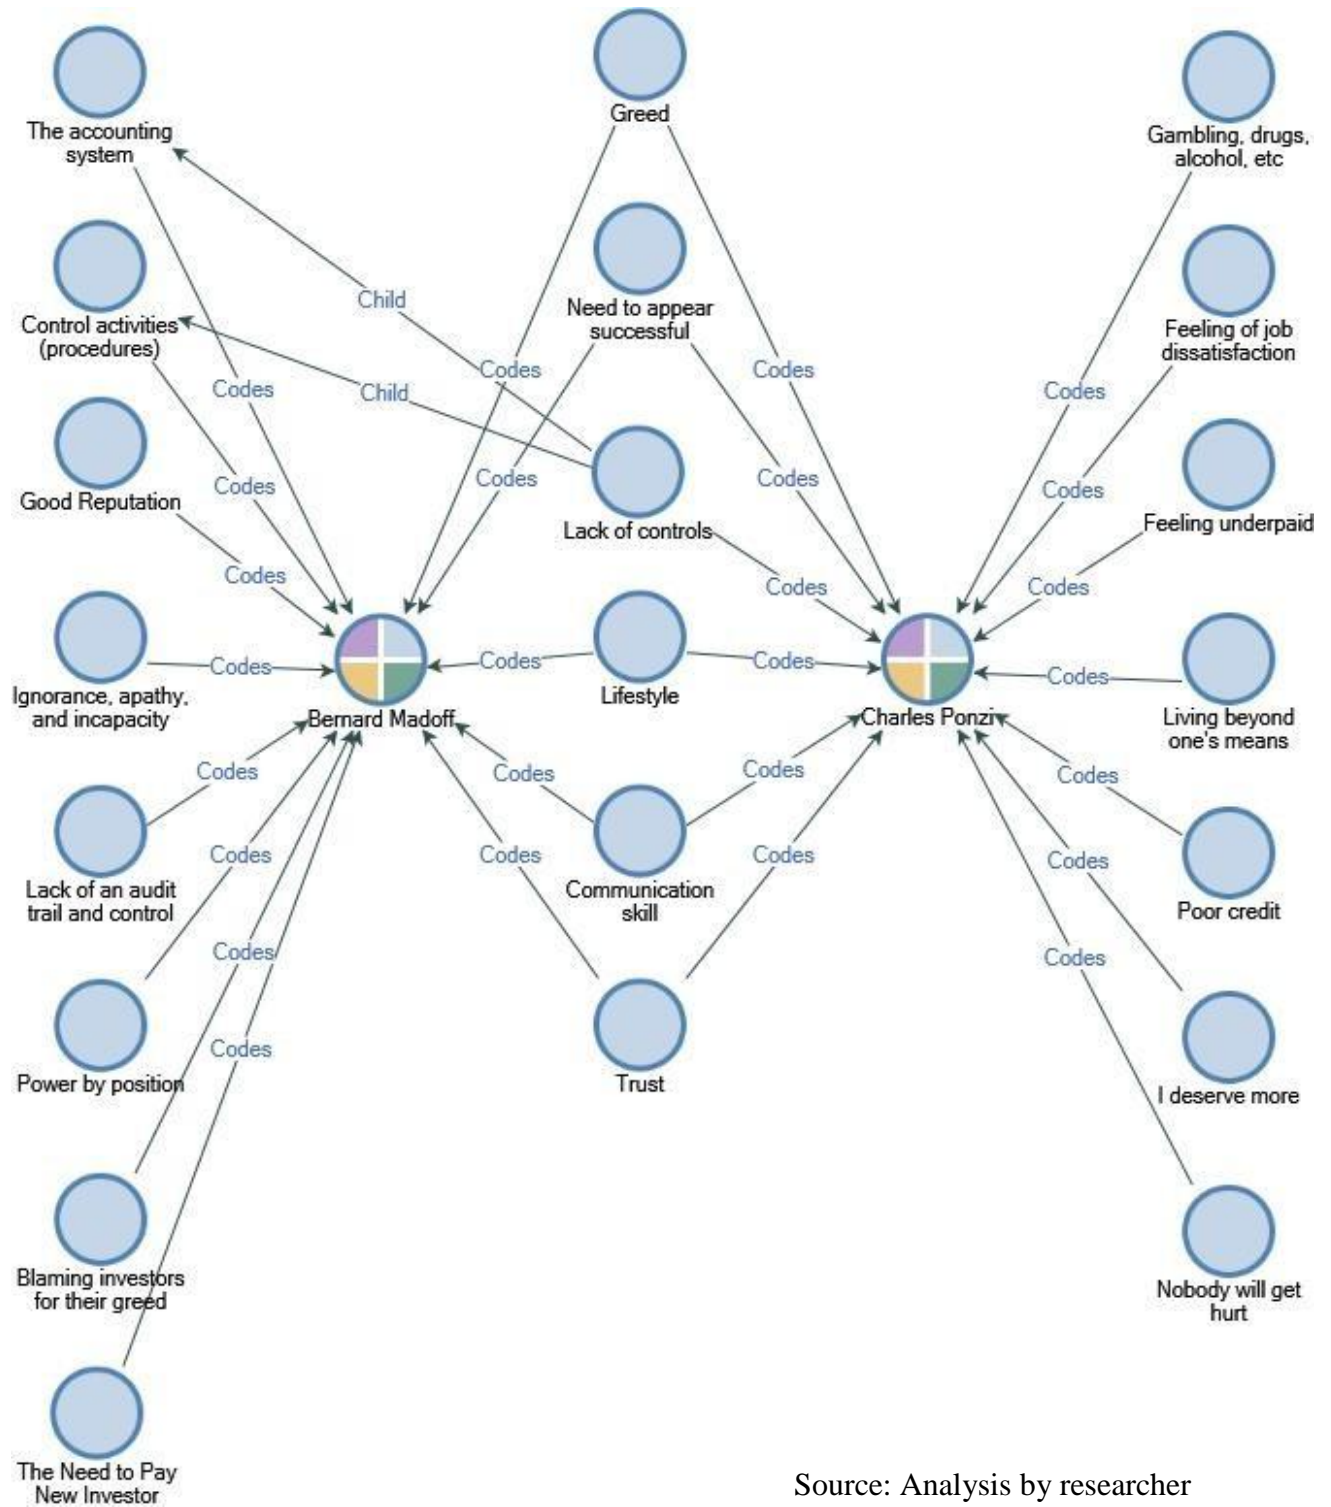 Greed
The accounting
system
Gambling, drugs,
alcohol, etc
Child
Need to appear
successful
Control activities
(procedures)
Feeling of job
dissatisfaction
Codes
Codes
Child
Codes
Codes
Codes
Codes
Codes
Codes
Good Reputation
Lack of controls
Feeling underpaid
Codes
Codes
Codes
Codes
Codes
Codes
Codes
Ignorance, apathy,
and incapacity
Lifestyle
Bernard Madoff
Charles Ponzi
Living beyond
one's means
Codes
Codes
Codes
Codes
Codes
Codes
Codes
Codes
Lack of an audit
trail and control
Communication
skill
Poor credit
Codes
Codes
Codes
Power by position
Trust
I deserve more
Blaming investors
for their greed
Nobody will get
hurt
The Need to Pay
New Investor
Source: Analysis by researcher